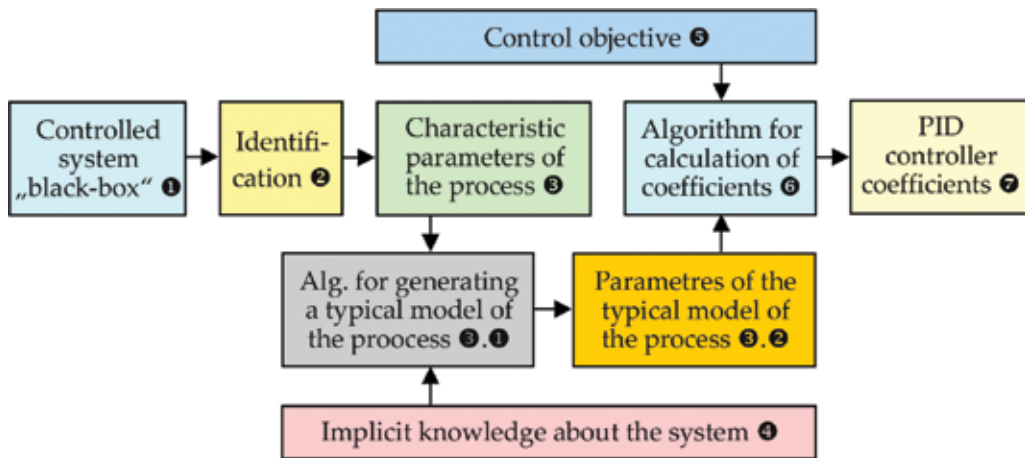 Control objective ❺
Controlled
system
„black-box“ ❶
Identifi-
cation ❷
Characteristic
parameters of
the process ❸
Algorithm for
calculation of
coefficients ❻
PID
controller
coefficients ❼
Alg. for generating
a typical model of
the proocess ❸.❶
Parametres of the
typical model of
the process ❸.❷
Implicit knowledge about the system ❹